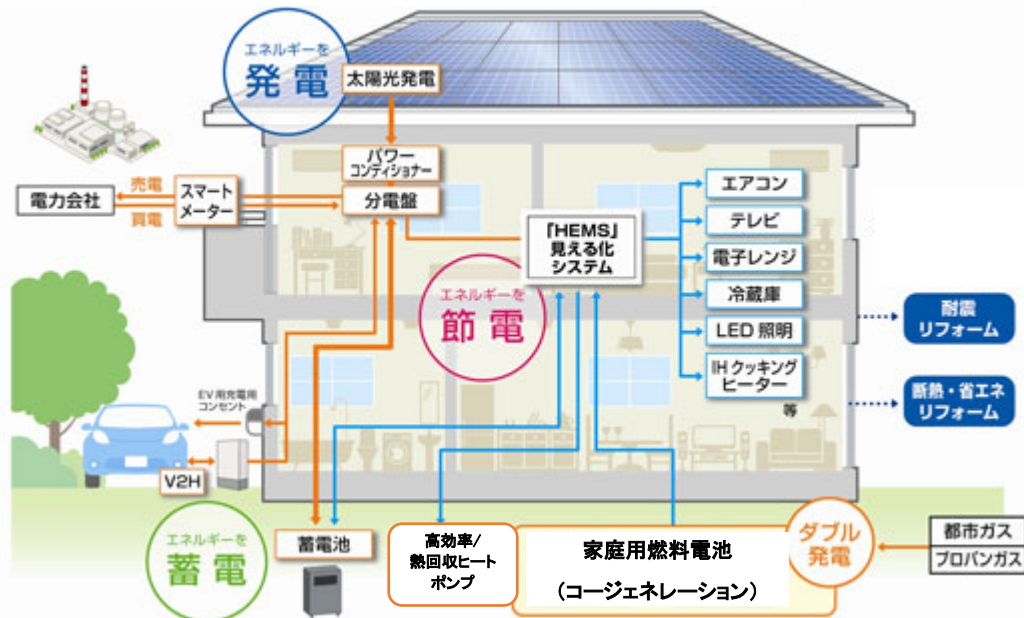 エネルギーを
発電
太陽光発電
パワー
コンディショナー
分電盤
売電
買電
スマート
メーター
電力会社
「HEMS」
見える化
システム
エアコン
テレビ
電子レンジ
冷蔵庫
LED 照明
IH クッキング
ヒーター
等
エネルギーを
節電
耐震
リフォーム
断熱・省エネ
リフォーム
EV用充電用
コンセント
V2H
エネルギーを
蓄電
蓄電池
高効率/
熱回収ヒート
ポンプ
家庭用燃料電池
(コージェネレーション)
ダブル
発電
都市ガス
プロパンガス